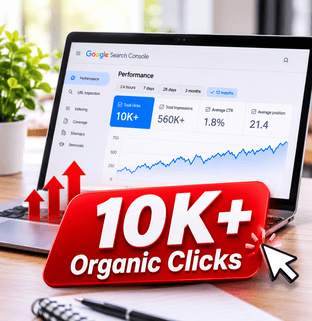 Google Search Console
Performance
URL inspection
Indexing
Coverage
Sitemaps
Removals
Performance
24 hours
7 days
28 days
3 months
12 months
Total clicks
10K+
Total impressions
560K+
Average CTR
1.8%
Average position
21.4
750
500
250
0
10K+
Organic Clicks